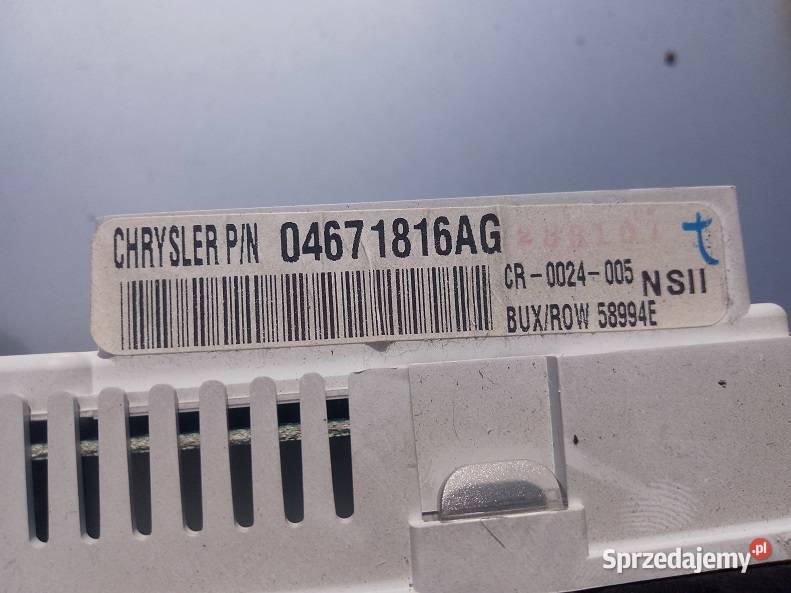 CHRYSLER P/N 04671816AG
t
CR-0024-005 NSII
BUX/ROW 58994E
Sprzedajemy.pl